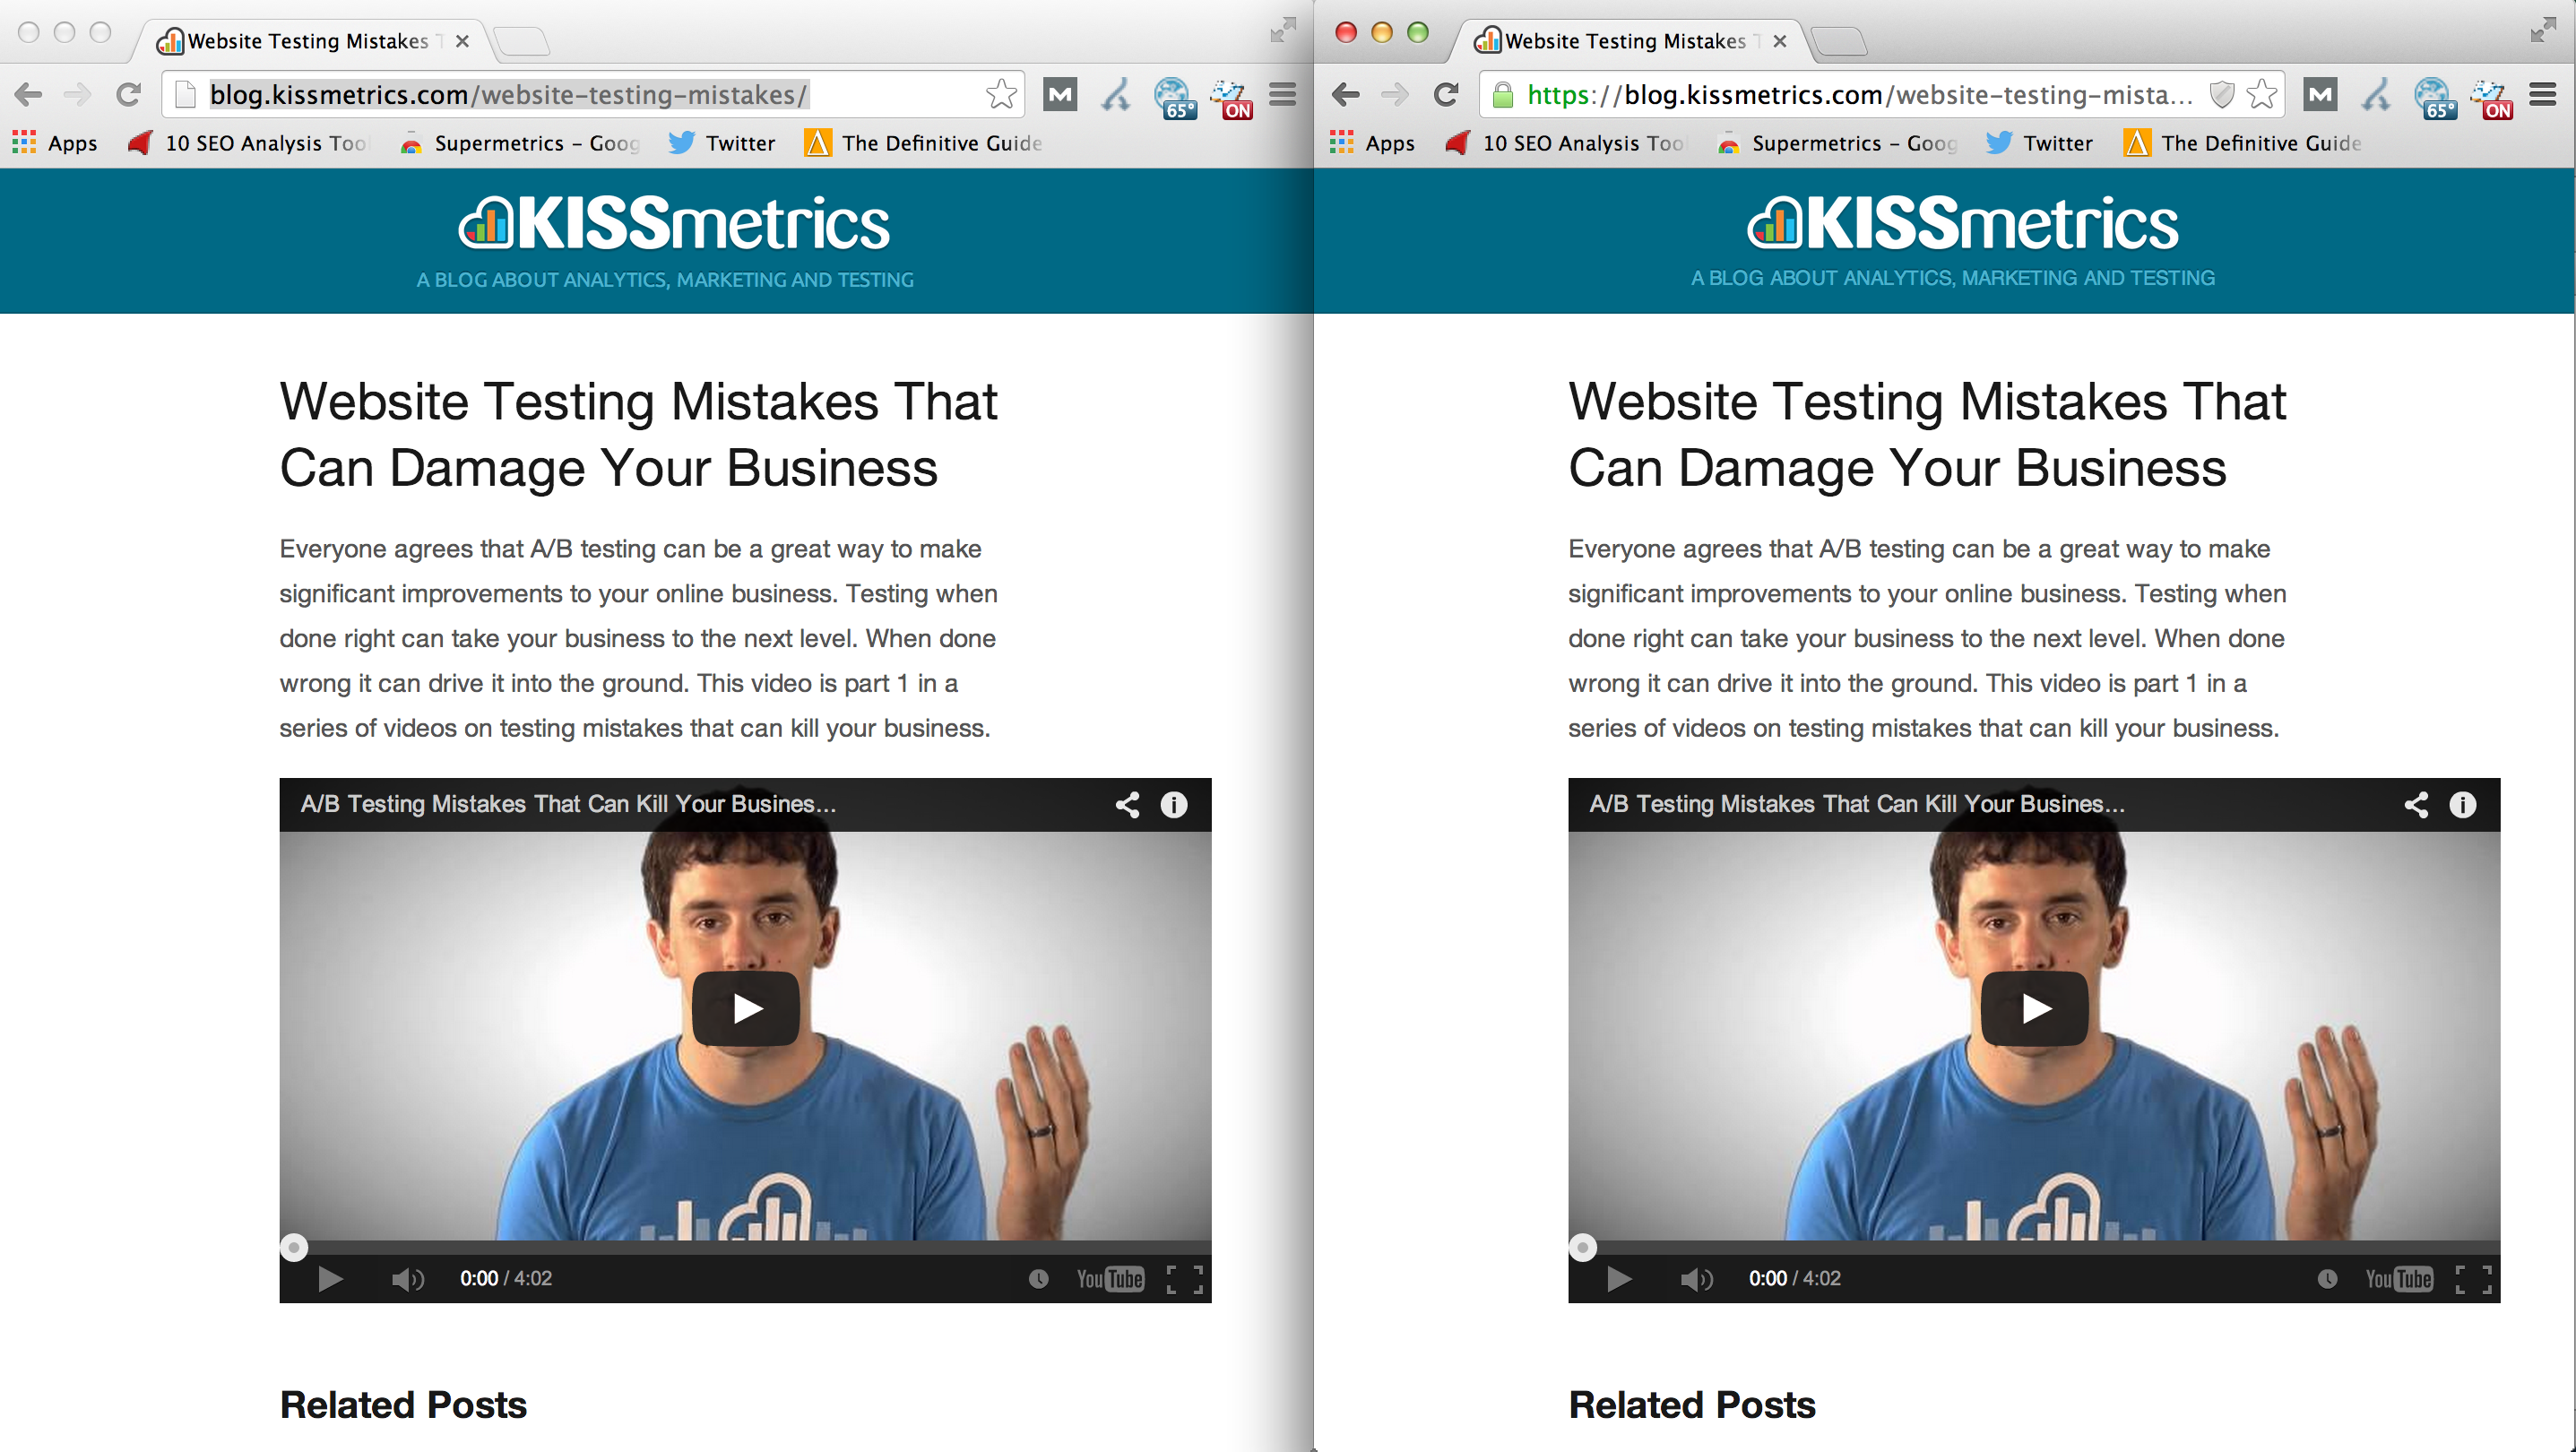 Website Testing Mistakes T
blog.kissmetrics.com/website-testing-mistakes/
M
65°
ON
Apps
10 SEO Analysis Tool
Supermetrics – Goog
Twitter
The Definitive Guide
KISSmetrics
A BLOG ABOUT ANALYTICS, MARKETING AND TESTING
Website Testing Mistakes That
Can Damage Your Business
Everyone agrees that A/B testing can be a great way to make
significant improvements to your online business. Testing when
done right can take your business to the next level. When done
wrong it can drive it into the ground. This video is part 1 in a
series of videos on testing mistakes that can kill your business.
A/B Testing Mistakes That Can Kill Your Busines...
0:00 / 4:02
YouTube
Related Posts
Website Testing Mistakes T
https://blog.kissmetrics.com/website-testing-mista...
M
65°
ON
Apps
10 SEO Analysis Tool
Supermetrics – Goog
Twitter
The Definitive Guide
KISSmetrics
A BLOG ABOUT ANALYTICS, MARKETING AND TESTING
Website Testing Mistakes That
Can Damage Your Business
Everyone agrees that A/B testing can be a great way to make
significant improvements to your online business. Testing when
done right can take your business to the next level. When done
wrong it can drive it into the ground. This video is part 1 in a
series of videos on testing mistakes that can kill your business.
A/B Testing Mistakes That Can Kill Your Busines...
0:00 / 4:02
YouTube
Related Posts